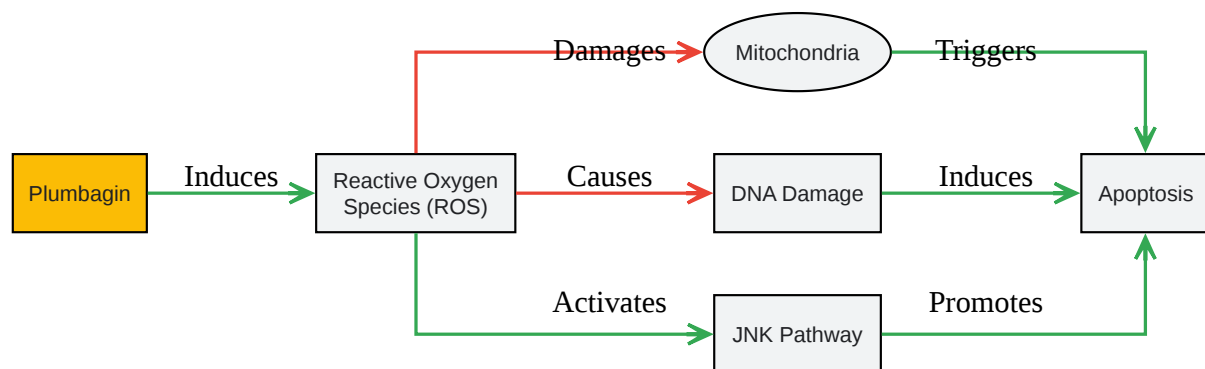 Damages
Mitochondria
Triggers
Plumbagin
Induces
Reactive Oxygen
Species (ROS)
Causes
DNA Damage
Induces
Apoptosis
Activates
JNK Pathway
Promotes